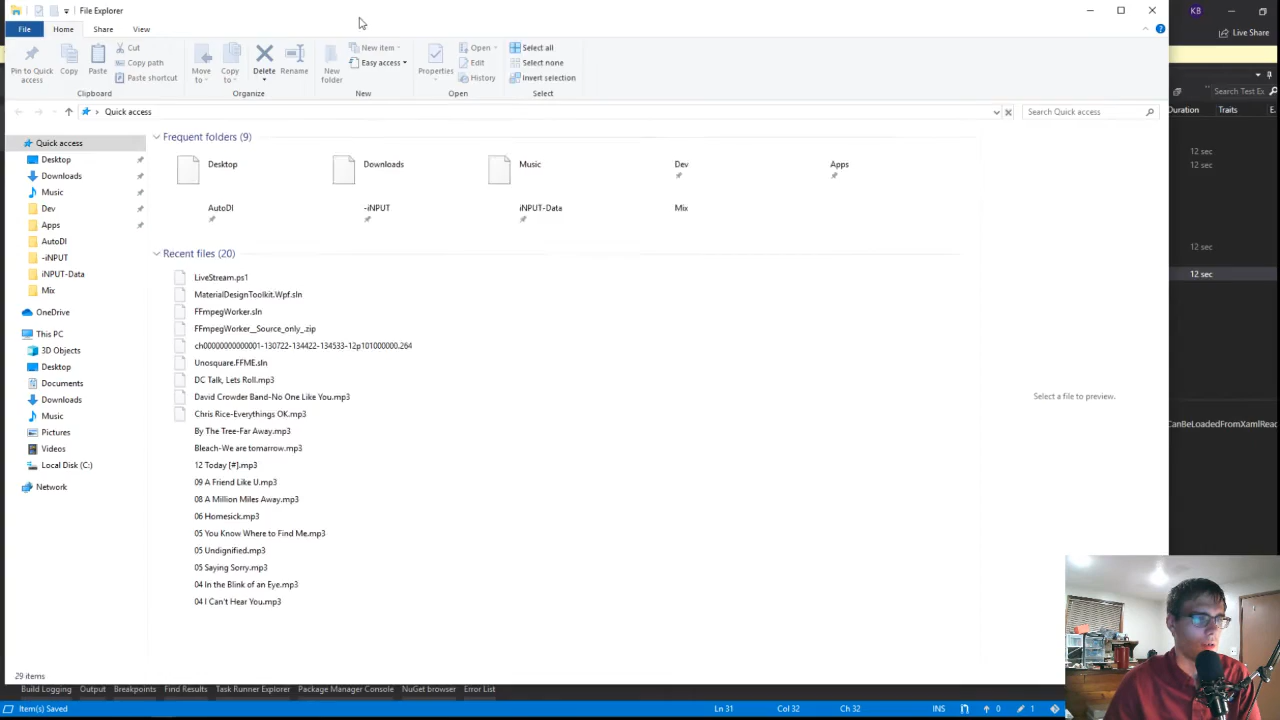 File Explorer
KB
File Home Share View
Live Share
Pin to Quick access
Copy
Paste
Cut
Copy path
Paste shortcut
Move to
Copy to
Delete
Rename
New folder
New item
Easy access
Properties
Open
Edit
History
Select all
Select none
Invert selection
Clipboard Organize New Open Select
Search Test Ex
Duration Traits E
Quick access
Search Quick access
Quick access
Desktop
Downloads
Music
Dev
Apps
AutoDI
-iNPUT
iNPUT-Data
Mix
OneDrive
This PC
3D Objects
Desktop
Documents
Downloads
Music
Pictures
Videos
Local Disk (C:)
Network
Frequent folders (9)
Desktop Downloads Music Dev Apps
AutoDI -iNPUT iNPUT-Data Mix
Recent files (20)
LiveStream.ps1
MaterialDesignToolkit.Wpf.sln
FFmpegWorker.sln
FFmpegWorker__Source_only_.zip
ch00000000000001-130722-134422-134533-12p101000000.264
Unosquare.FFME.sln
DC Talk, Lets Roll.mp3
David Crowder Band-No One Like You.mp3
Chris Rice-Everythings OK.mp3
By The Tree-Far Away.mp3
Bleach-We are tomorrow.mp3
12 Today [#].mp3
09 A Friend Like U.mp3
08 A Million Miles Away.mp3
06 Homesick.mp3
05 You Know Where to Find Me.mp3
05 Undignified.mp3
05 Saying Sorry.mp3
04 In the Blink of an Eye.mp3
04 I Can't Hear You.mp3
Select a file to preview.
12 sec
12 sec
12 sec
12 sec
CanBeLoadedFromXamlReac
29 items
Build Logging Output Breakpoints Find Results Task Runner Explorer Package Manager Console NuGet browser Error List
Item(s) Saved Ln 31 Col 32 Ch 32 INS 0 1